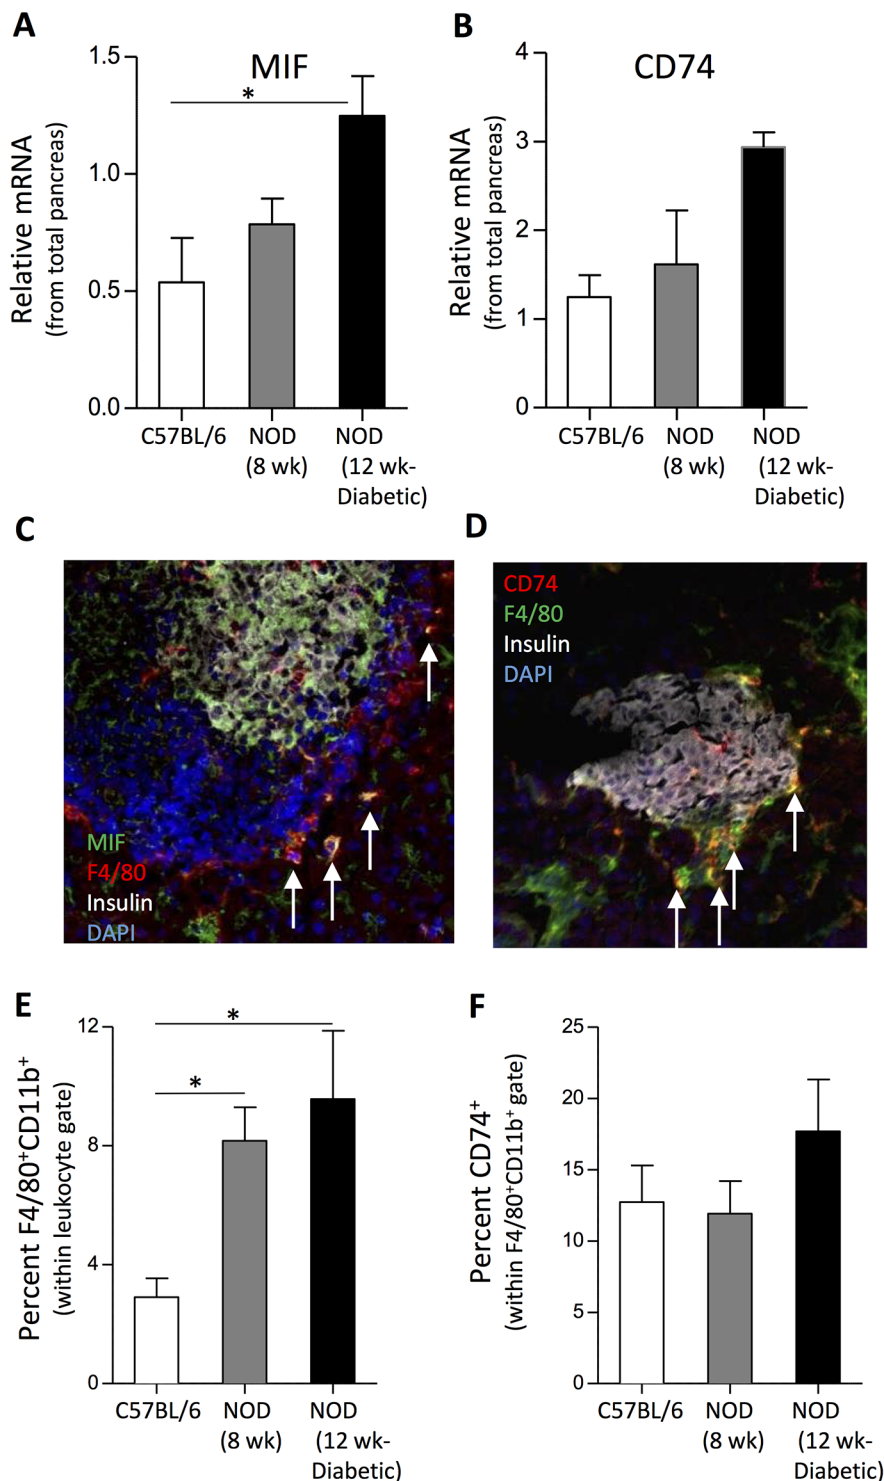 A
MIF
*
Relative mRNA
(from total pancreas)
1.5
1.0
0.5
0.0
C57BL/6
NOD
(8 wk)
NOD
(12 wk-
Diabetic)
B
CD74
Relative mRNA
(from total pancreas)
4
3
2
1
0
C57BL/6
NOD
(8 wk)
NOD
(12 wk-
Diabetic)
C
MIF
F4/80
Insulin
DAPI
D
CD74
F4/80
Insulin
DAPI
E
*
*
Percent F4/80⁺CD11b⁺
(within leukocyte gate)
12
8
4
0
C57BL/6
NOD
(8 wk)
NOD
(12 wk-
Diabetic)
F
Percent CD74⁺
(within F4/80⁺CD11b⁺ gate)
25
20
15
10
5
0
C57BL/6
NOD
(8 wk)
NOD
(12 wk-
Diabetic)